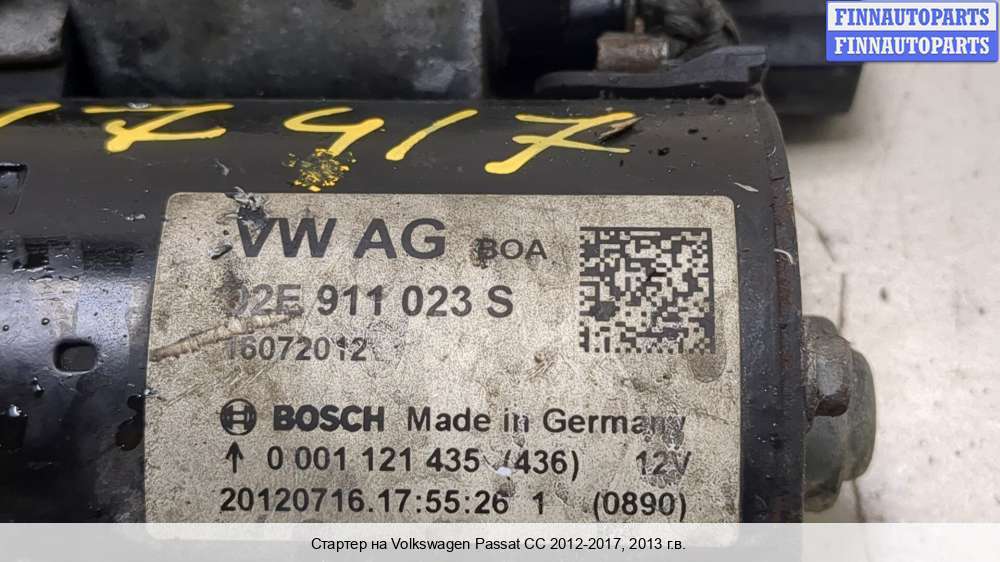 FINNAUTOPARTS
FINNAUTOPARTS
17417
VW AG BOA
02E 911 023 S
16072012
BOSCH Made in Germany
0 001 121 435 (436) 12V
20120716.17:55:26 1 (0890)
Стартер на Volkswagen Passat CC 2012-2017, 2013 г.в.